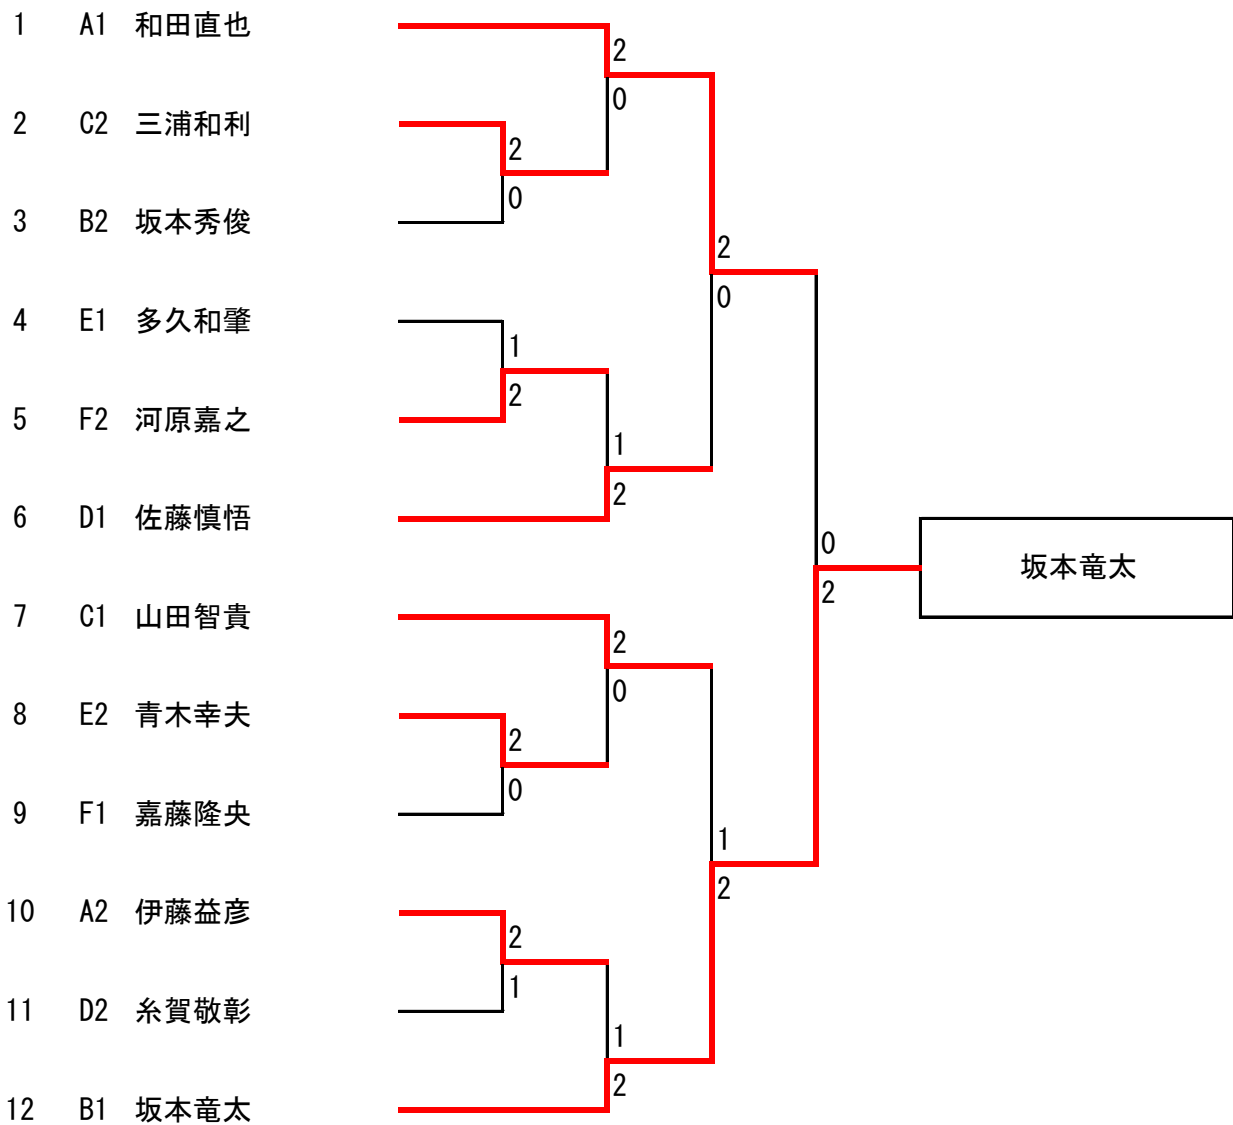 1 A1 和田直也
2
0
2 C2 三浦和利
2
0
3 B2 坂本秀俊
2
0
4 E1 多久和肇
1
2
5 F2 河原嘉之
1
2
6 D1 佐藤慎悟
0
2
坂本竜太
7 C1 山田智貴
2
0
8 E2 青木幸夫
2
0
9 F1 嘉藤隆央
1
2
10 A2 伊藤益彦
2
1
11 D2 糸賀敬彰
1
2
12 B1 坂本竜太